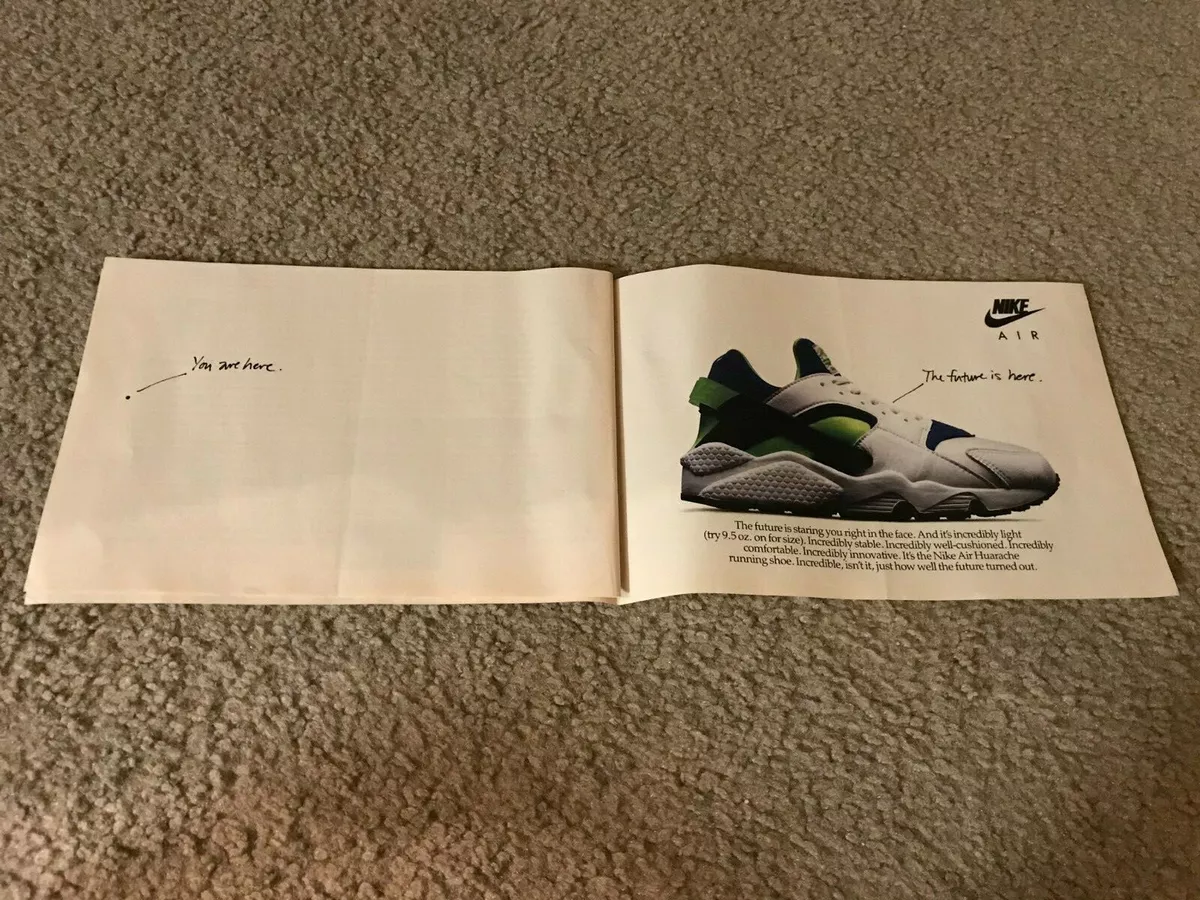 You are here.
NIKE
AIR
The future is here.
The future is staring you right in the face. And it's incredibly light
(try 9.5 oz. on for size). Incredibly stable. Incredibly well-cushioned. Incredibly
comfortable. Incredibly innovative. It's the Nike Air Huarache
running shoe. Incredible, isn't it, just how well the future turned out.